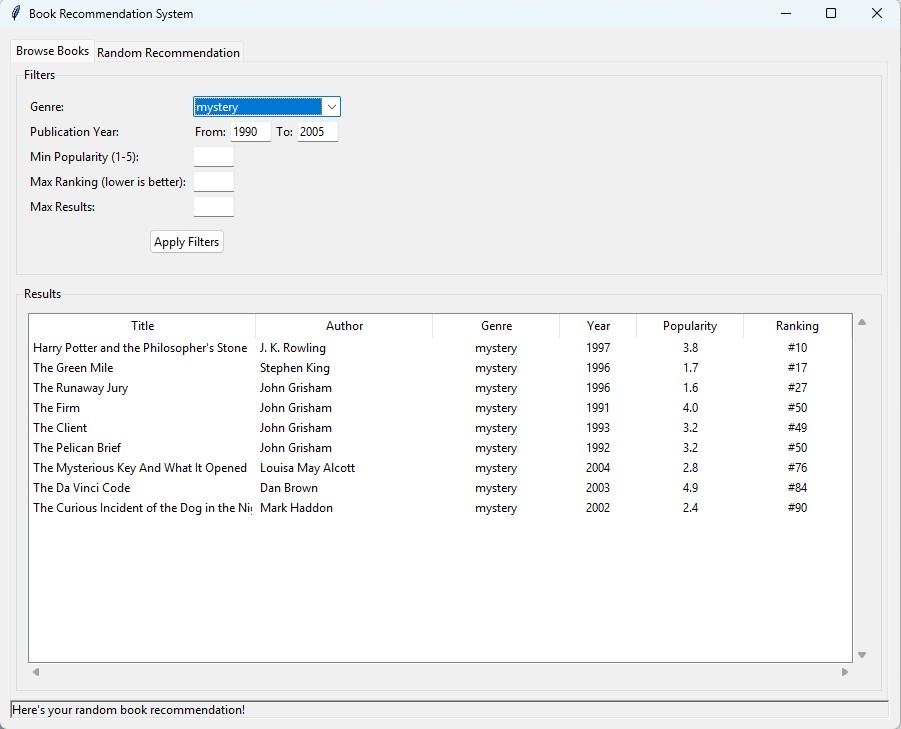 Book Recommendation System
Browse Books Random Recommendation
Filters
Genre: mystery
Publication Year: From: 1990 To: 2005
Min Popularity (1-5):
Max Ranking (lower is better):
Max Results:
Apply Filters
Results
Title Author Genre Year Popularity Ranking
Harry Potter and the Philosopher's Stone J. K. Rowling mystery 1997 3.8 #10
The Green Mile Stephen King mystery 1996 1.7 #17
The Runaway Jury John Grisham mystery 1996 1.6 #27
The Firm John Grisham mystery 1991 4.0 #50
The Client John Grisham mystery 1993 3.2 #49
The Pelican Brief John Grisham mystery 1992 3.2 #50
The Mysterious Key And What It Opened Louisa May Alcott mystery 2004 2.8 #76
The Da Vinci Code Dan Brown mystery 2003 4.9 #84
The Curious Incident of the Dog in the Ni Mark Haddon mystery 2002 2.4 #90
Here's your random book recommendation!